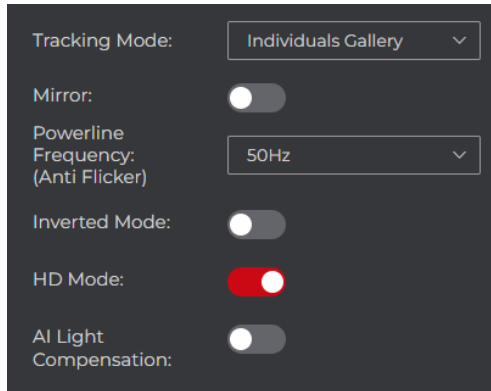 Tracking Mode: Individuals Gallery
Mirror:
Powerline
Frequency: 50Hz
(Anti Flicker)
Inverted Mode:
HD Mode:
AI Light
Compensation: